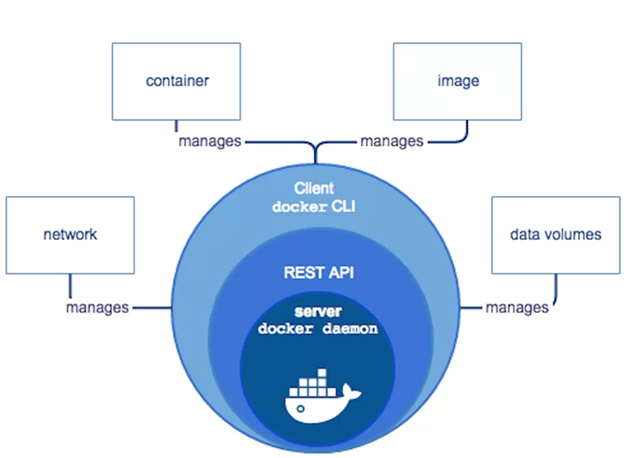 container
image
manages
manages
Client
docker CLI
network
data volumes
REST API
manages
manages
server
docker daemon